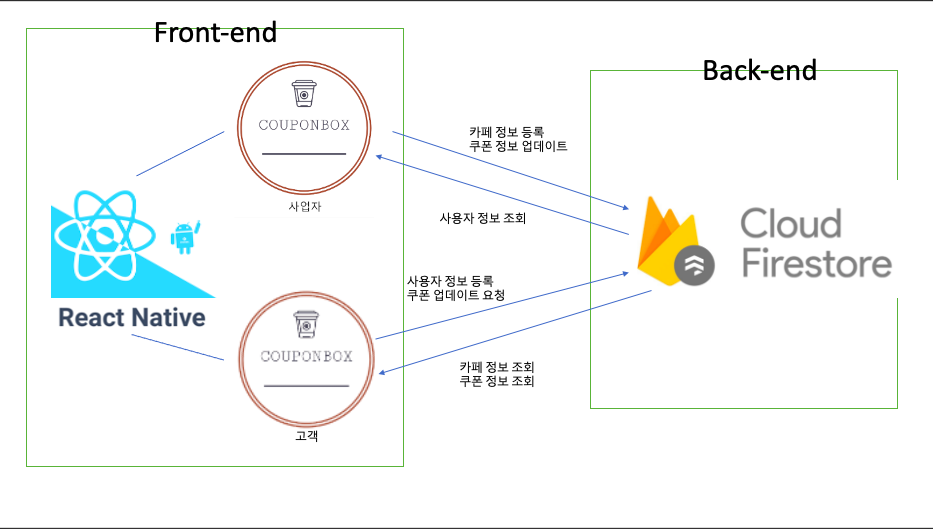 Front-end
Back-end
COUPONBOX
카페 정보 등록
쿠폰 정보 업데이트
사업자
사용자 정보 조회
Cloud
Firestore
사용자 정보 등록
쿠폰 업데이트 요청
React Native
COUPONBOX
카페 정보 조회
쿠폰 정보 조회
고객